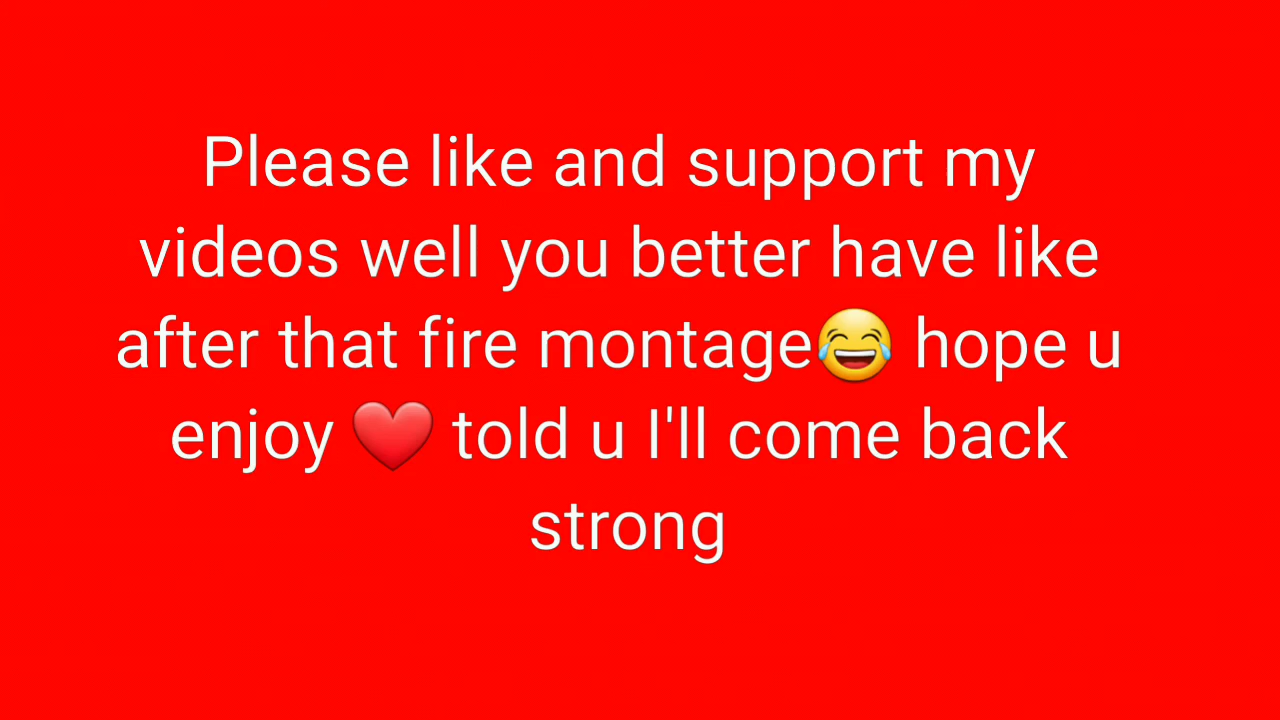 Please like and support my
videos well you better have like
after that fire montage😂 hope u
enjoy ❤️ told u I'll come back
strong